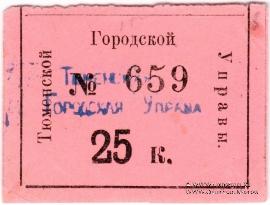 Тюменской
Городской
Управы.
№ 659
Тюменская
Городская Управа
25 к.